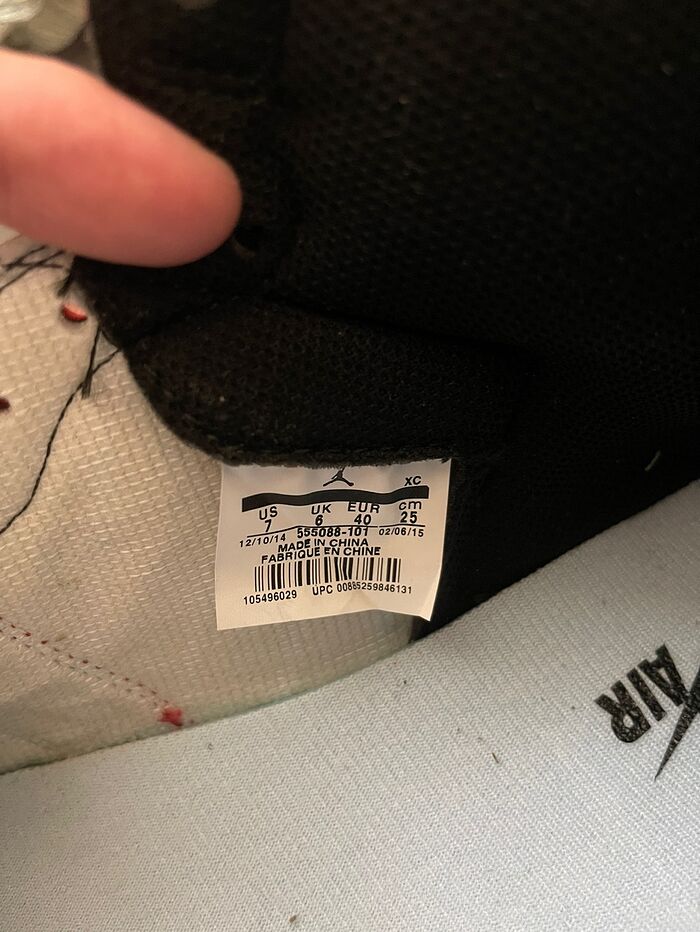 XC
US UK EUR cm
7 6 40 25
12/10/14 555088-101 02/06/15
MADE IN CHINA
FABRIQUE EN CHINE
105496029 UPC 00885259846131
AIR